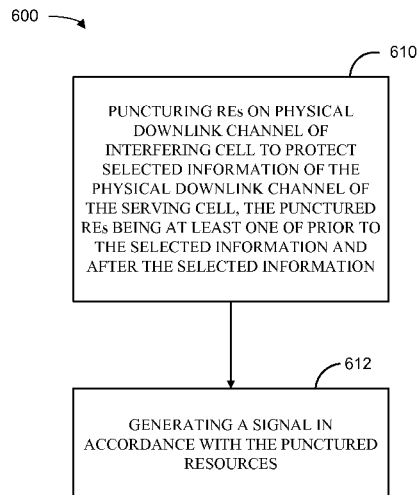 600
610
PUNCTURING REs ON PHYSICAL
DOWNLINK CHANNEL OF
INTERFERING CELL TO PROTECT
SELECTED INFORMATION OF THE
PHYSICAL DOWNLINK CHANNEL OF
THE SERVING CELL, THE PUNCTURED
REs BEING AT LEAST ONE OF PRIOR TO
THE SELECTED INFORMATION AND
AFTER THE SELECTED INFORMATION
612
GENERATING A SIGNAL IN
ACCORDANCE WITH THE PUNCTURED
RESOURCES